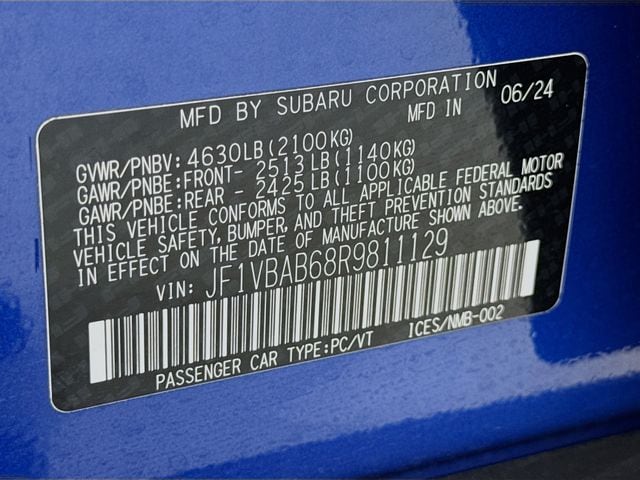 MFD BY SUBARU CORPORATION
MFD IN 06/24
GVWR/PNBV: 4630LB(2100KG)
GAWR/PNBE:FRONT- 2513LB(1140KG)
GAWR/PNBE:REAR - 2425LB(1100KG)
THIS VEHICLE CONFORMS TO ALL APPLICABLE FEDERAL MOTOR
VEHICLE SAFETY, BUMPER, AND THEFT PREVENTION STANDARDS
IN EFFECT ON THE DATE OF MANUFACTURE SHOWN ABOVE.
VIN: JF1VBAB68R9811129
PASSENGER CAR TYPE:PC/VT ICES/NMB-002